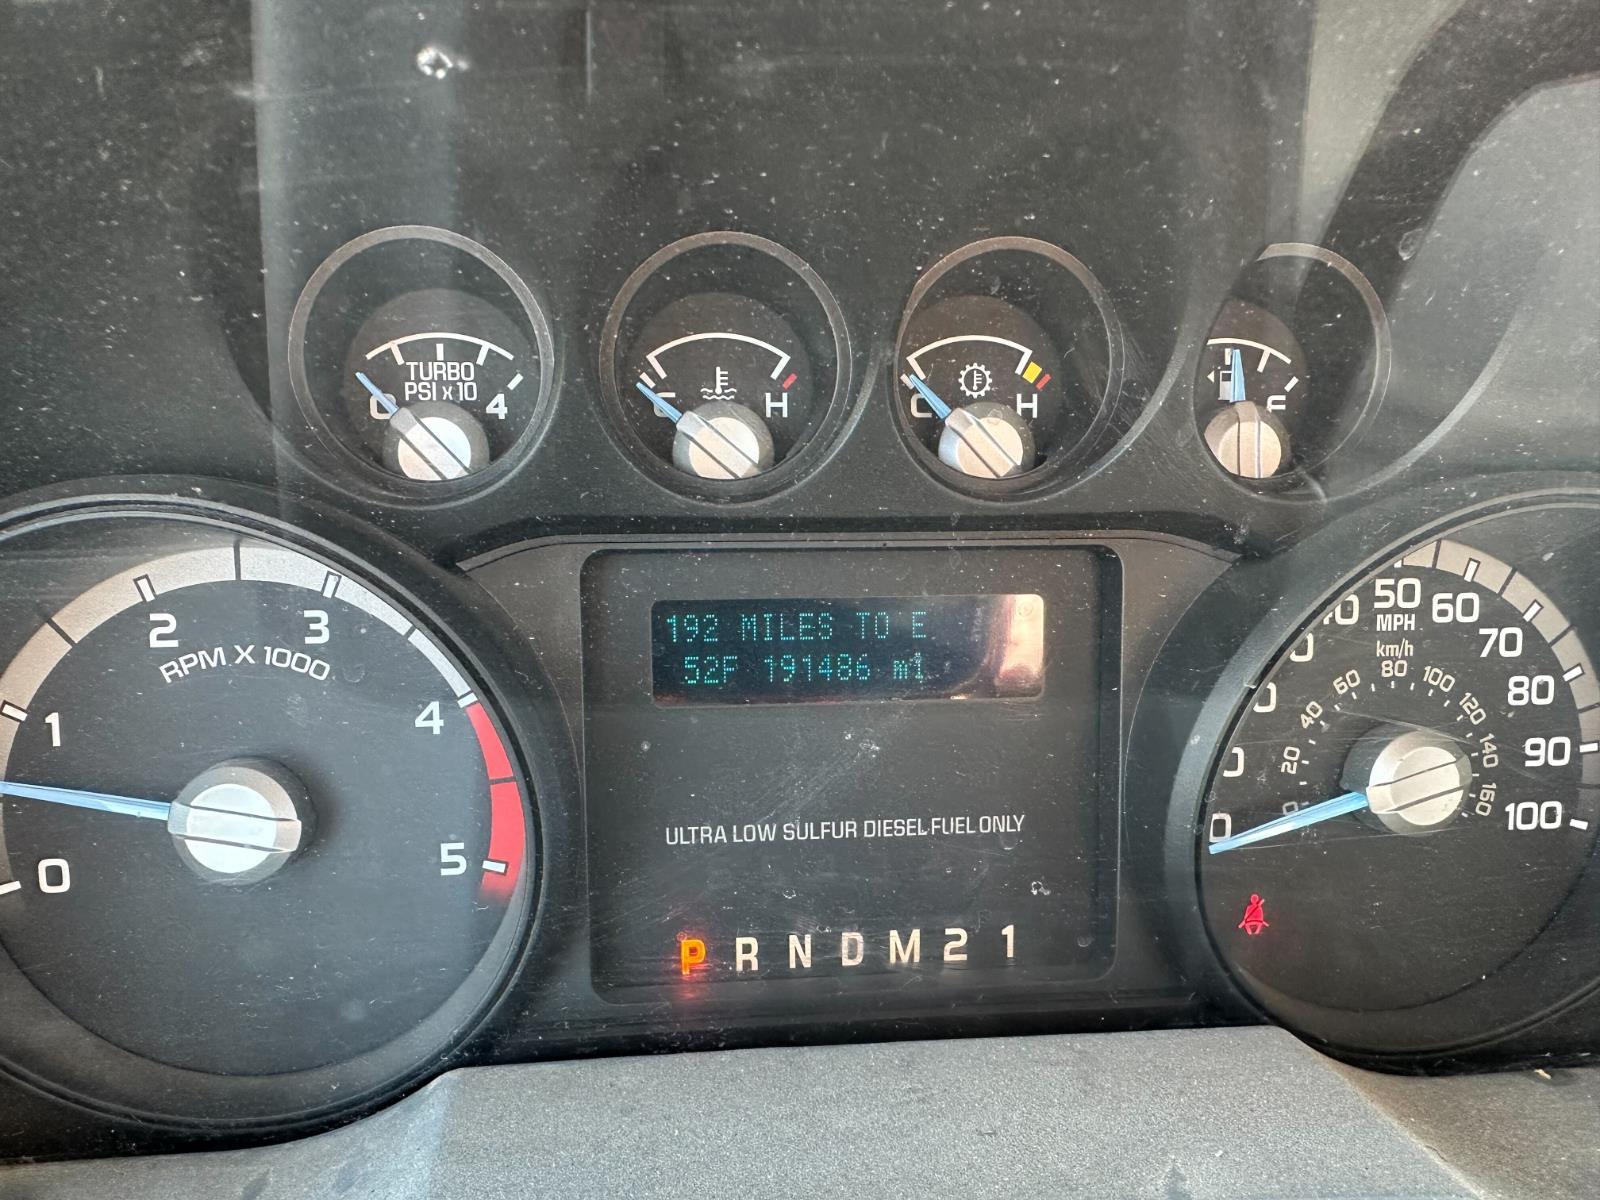 TURBO
PSI x 10
0 4
C H
C H
F
192 MILES TO E
52F 191486 mi
0 1 2 3 4 5
RPM X 1000
ULTRA LOW SULFUR DIESEL FUEL ONLY
P R N D M 2 1
50 60 70 80 90 100
MPH
km/h
20 40 60 80 100 120 140 160
0